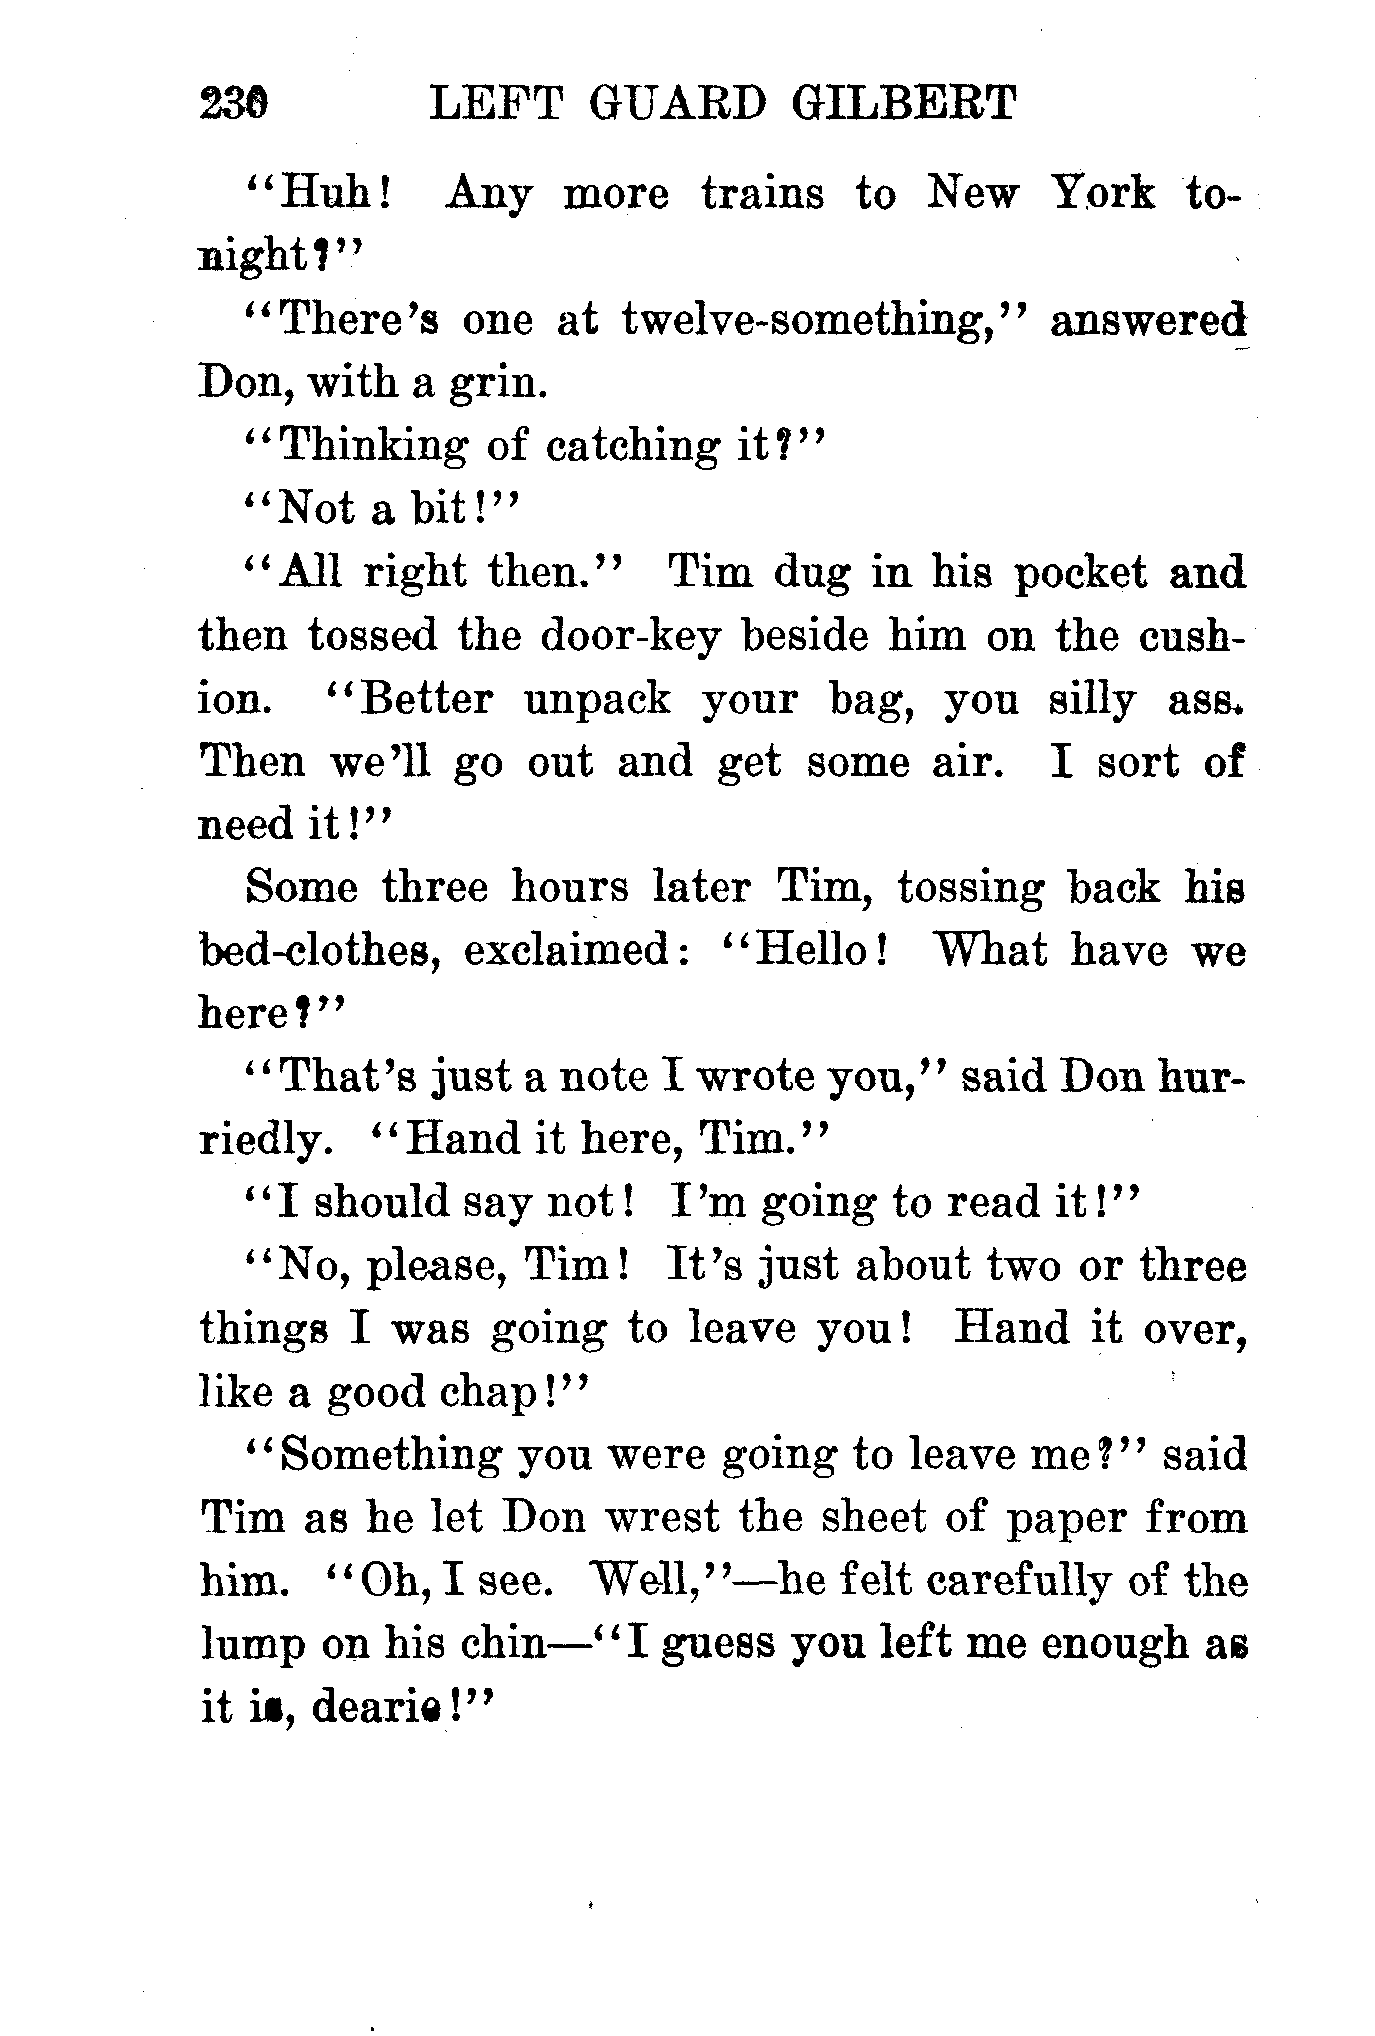 230 LEFT GUARD GILBERT
"Huh! Any more trains to New York to-
night?"
"There's one at twelve-something," answered
Don, with a grin.
"Thinking of catching it?"
"Not a bit!"
"All right then." Tim dug in his pocket and
then tossed the door-key beside him on the cush-
ion. "Better unpack your bag, you silly ass.
Then we'll go out and get some air. I sort of
need it!"
Some three hours later Tim, tossing back his
bed-clothes, exclaimed: "Hello! What have we
here?"
"That's just a note I wrote you," said Don hur-
riedly. "Hand it here, Tim."
"I should say not! I'm going to read it!"
"No, please, Tim! It's just about two or three
things I was going to leave you! Hand it over,
like a good chap!"
"Something you were going to leave me?" said
Tim as he let Don wrest the sheet of paper from
him. "Oh, I see. Well,"—he felt carefully of the
lump on his chin—"I guess you left me enough as
it is, dearie!"